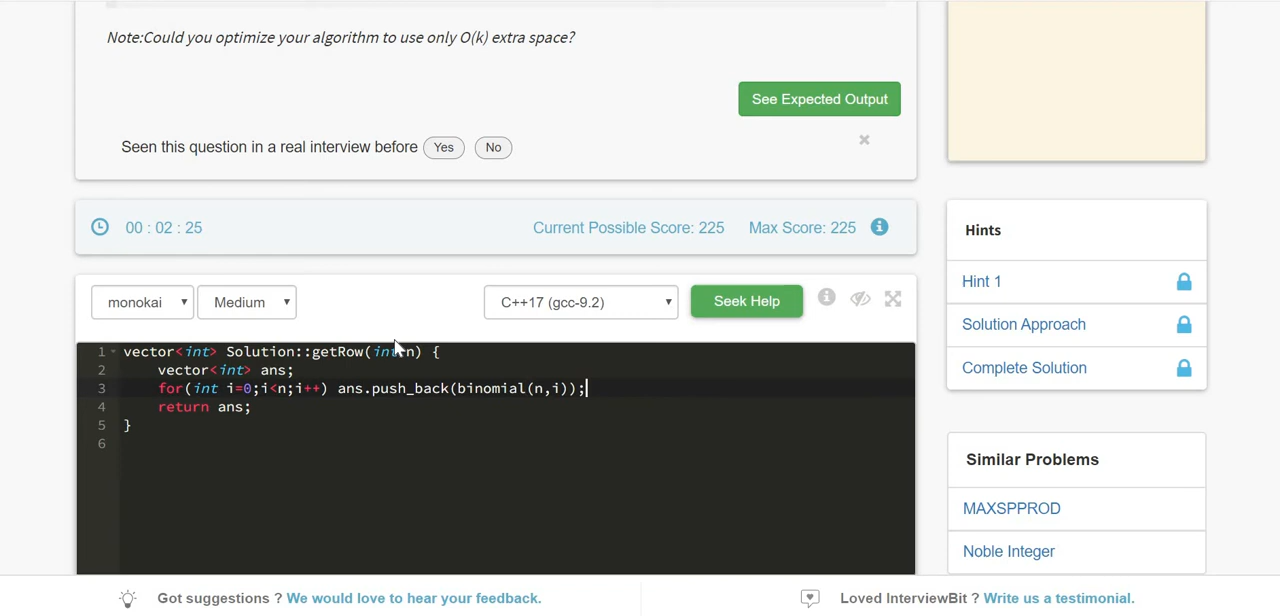 Note:Could you optimize your algorithm to use only O(k) extra space?
See Expected Output
Seen this question in a real interview before Yes No
00 : 02 : 25 Current Possible Score: 225 Max Score: 225
Hints
Hint 1
Solution Approach
Complete Solution
monokai Medium C++17 (gcc-9.2) Seek Help
1 vector<int> Solution::getRow(int n) {
2 vector<int> ans;
3 for(int i=0;i<n;i++) ans.push_back(binomial(n,i));
4 return ans;
5 }
6
Similar Problems
MAXSPPROD
Noble Integer
Got suggestions ? We would love to hear your feedback.
Loved InterviewBit ? Write us a testimonial.